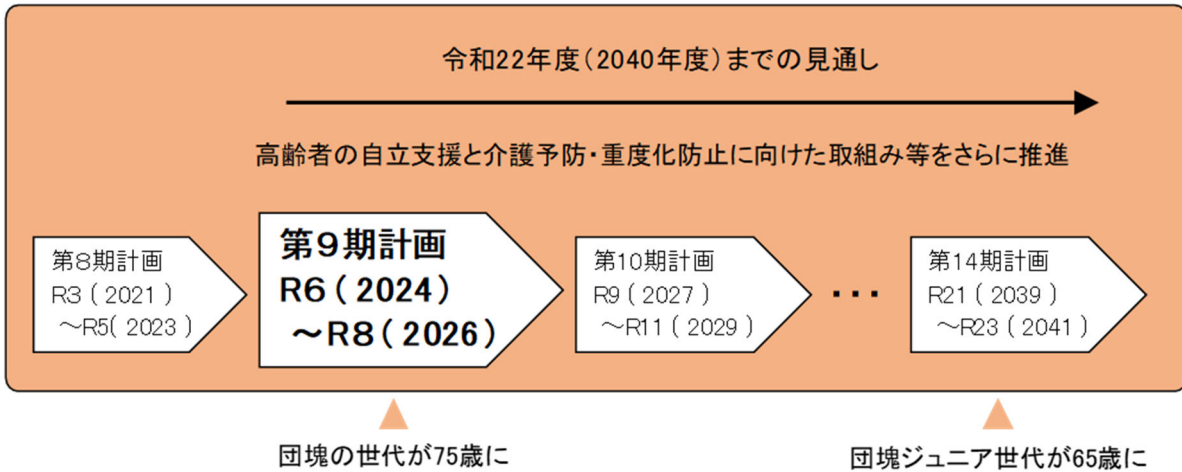 令和22年度(2040年度)までの見通し
高齢者の自立支援と介護予防・重度化防止に向けた取組み等をさらに推進
第8期計画
R3(2021)
～R5(2023)
第9期計画
R6(2024)
～R8(2026)
第10期計画
R9(2027)
～R11(2029)
･･･
第14期計画
R21(2039)
～R23(2041)
団塊の世代が75歳に
団塊ジュニア世代が65歳に